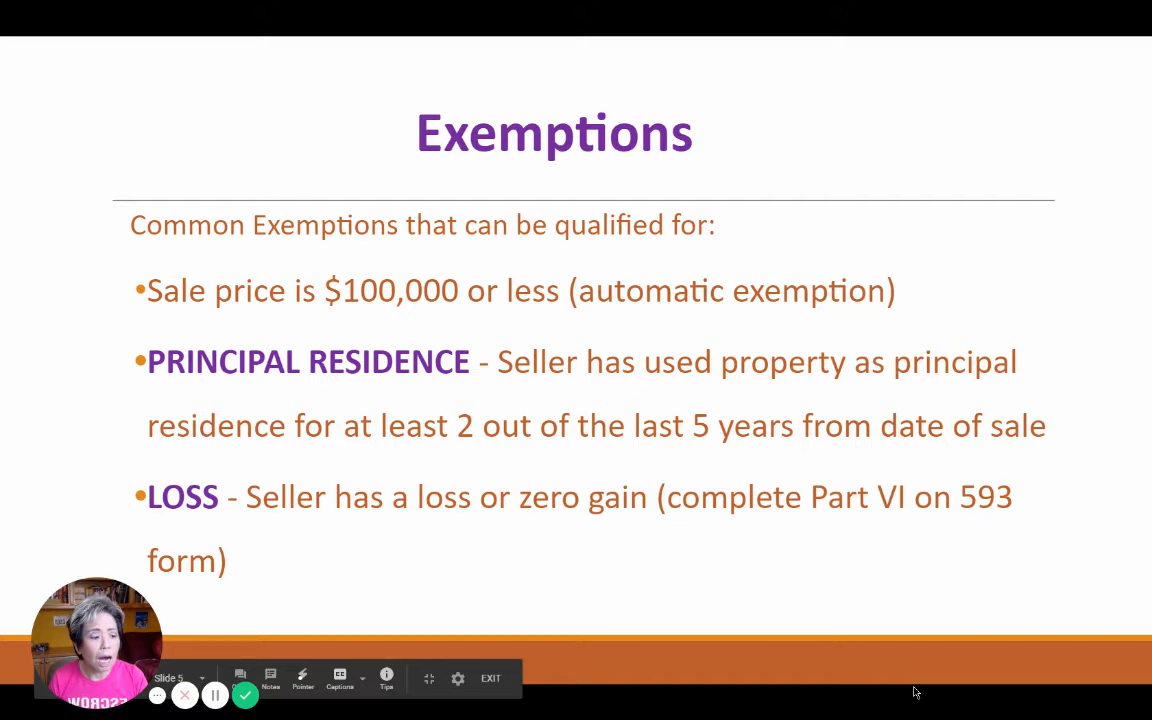 Exemptions
Common Exemptions that can be qualified for:
•Sale price is $100,000 or less (automatic exemption)
•PRINCIPAL RESIDENCE - Seller has used property as principal
residence for at least 2 out of the last 5 years from date of sale
•LOSS - Seller has a loss or zero gain (complete Part VI on 593
form)
Slide 5
Notes Pointer Captions Tips EXIT
CC
ESCROW